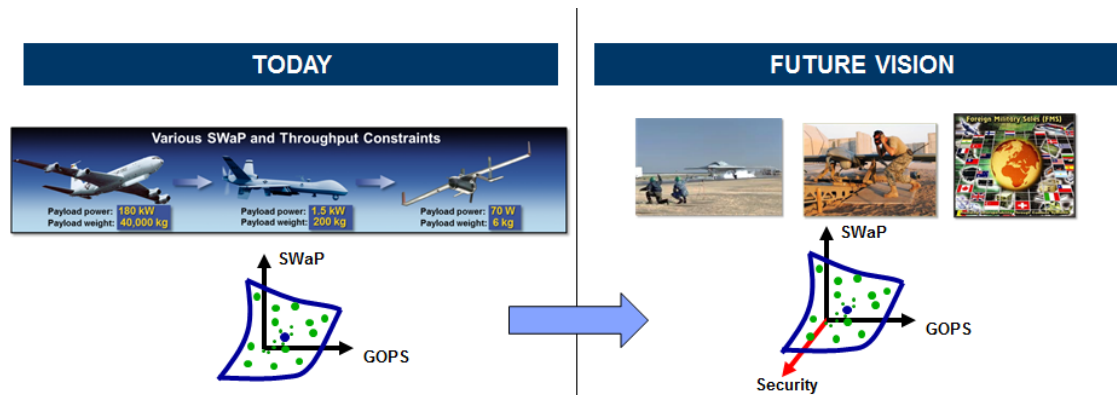 TODAY
Various SWaP and Throughput Constraints
Payload power: 180 kW
Payload weight: 40,000 kg
Payload power: 1.5 kW
Payload weight: 200 kg
Payload power: 70 W
Payload weight: 6 kg
SWaP
GOPS
FUTURE VISION
Foreign Military Sales (FMS)
SWaP
GOPS
Security